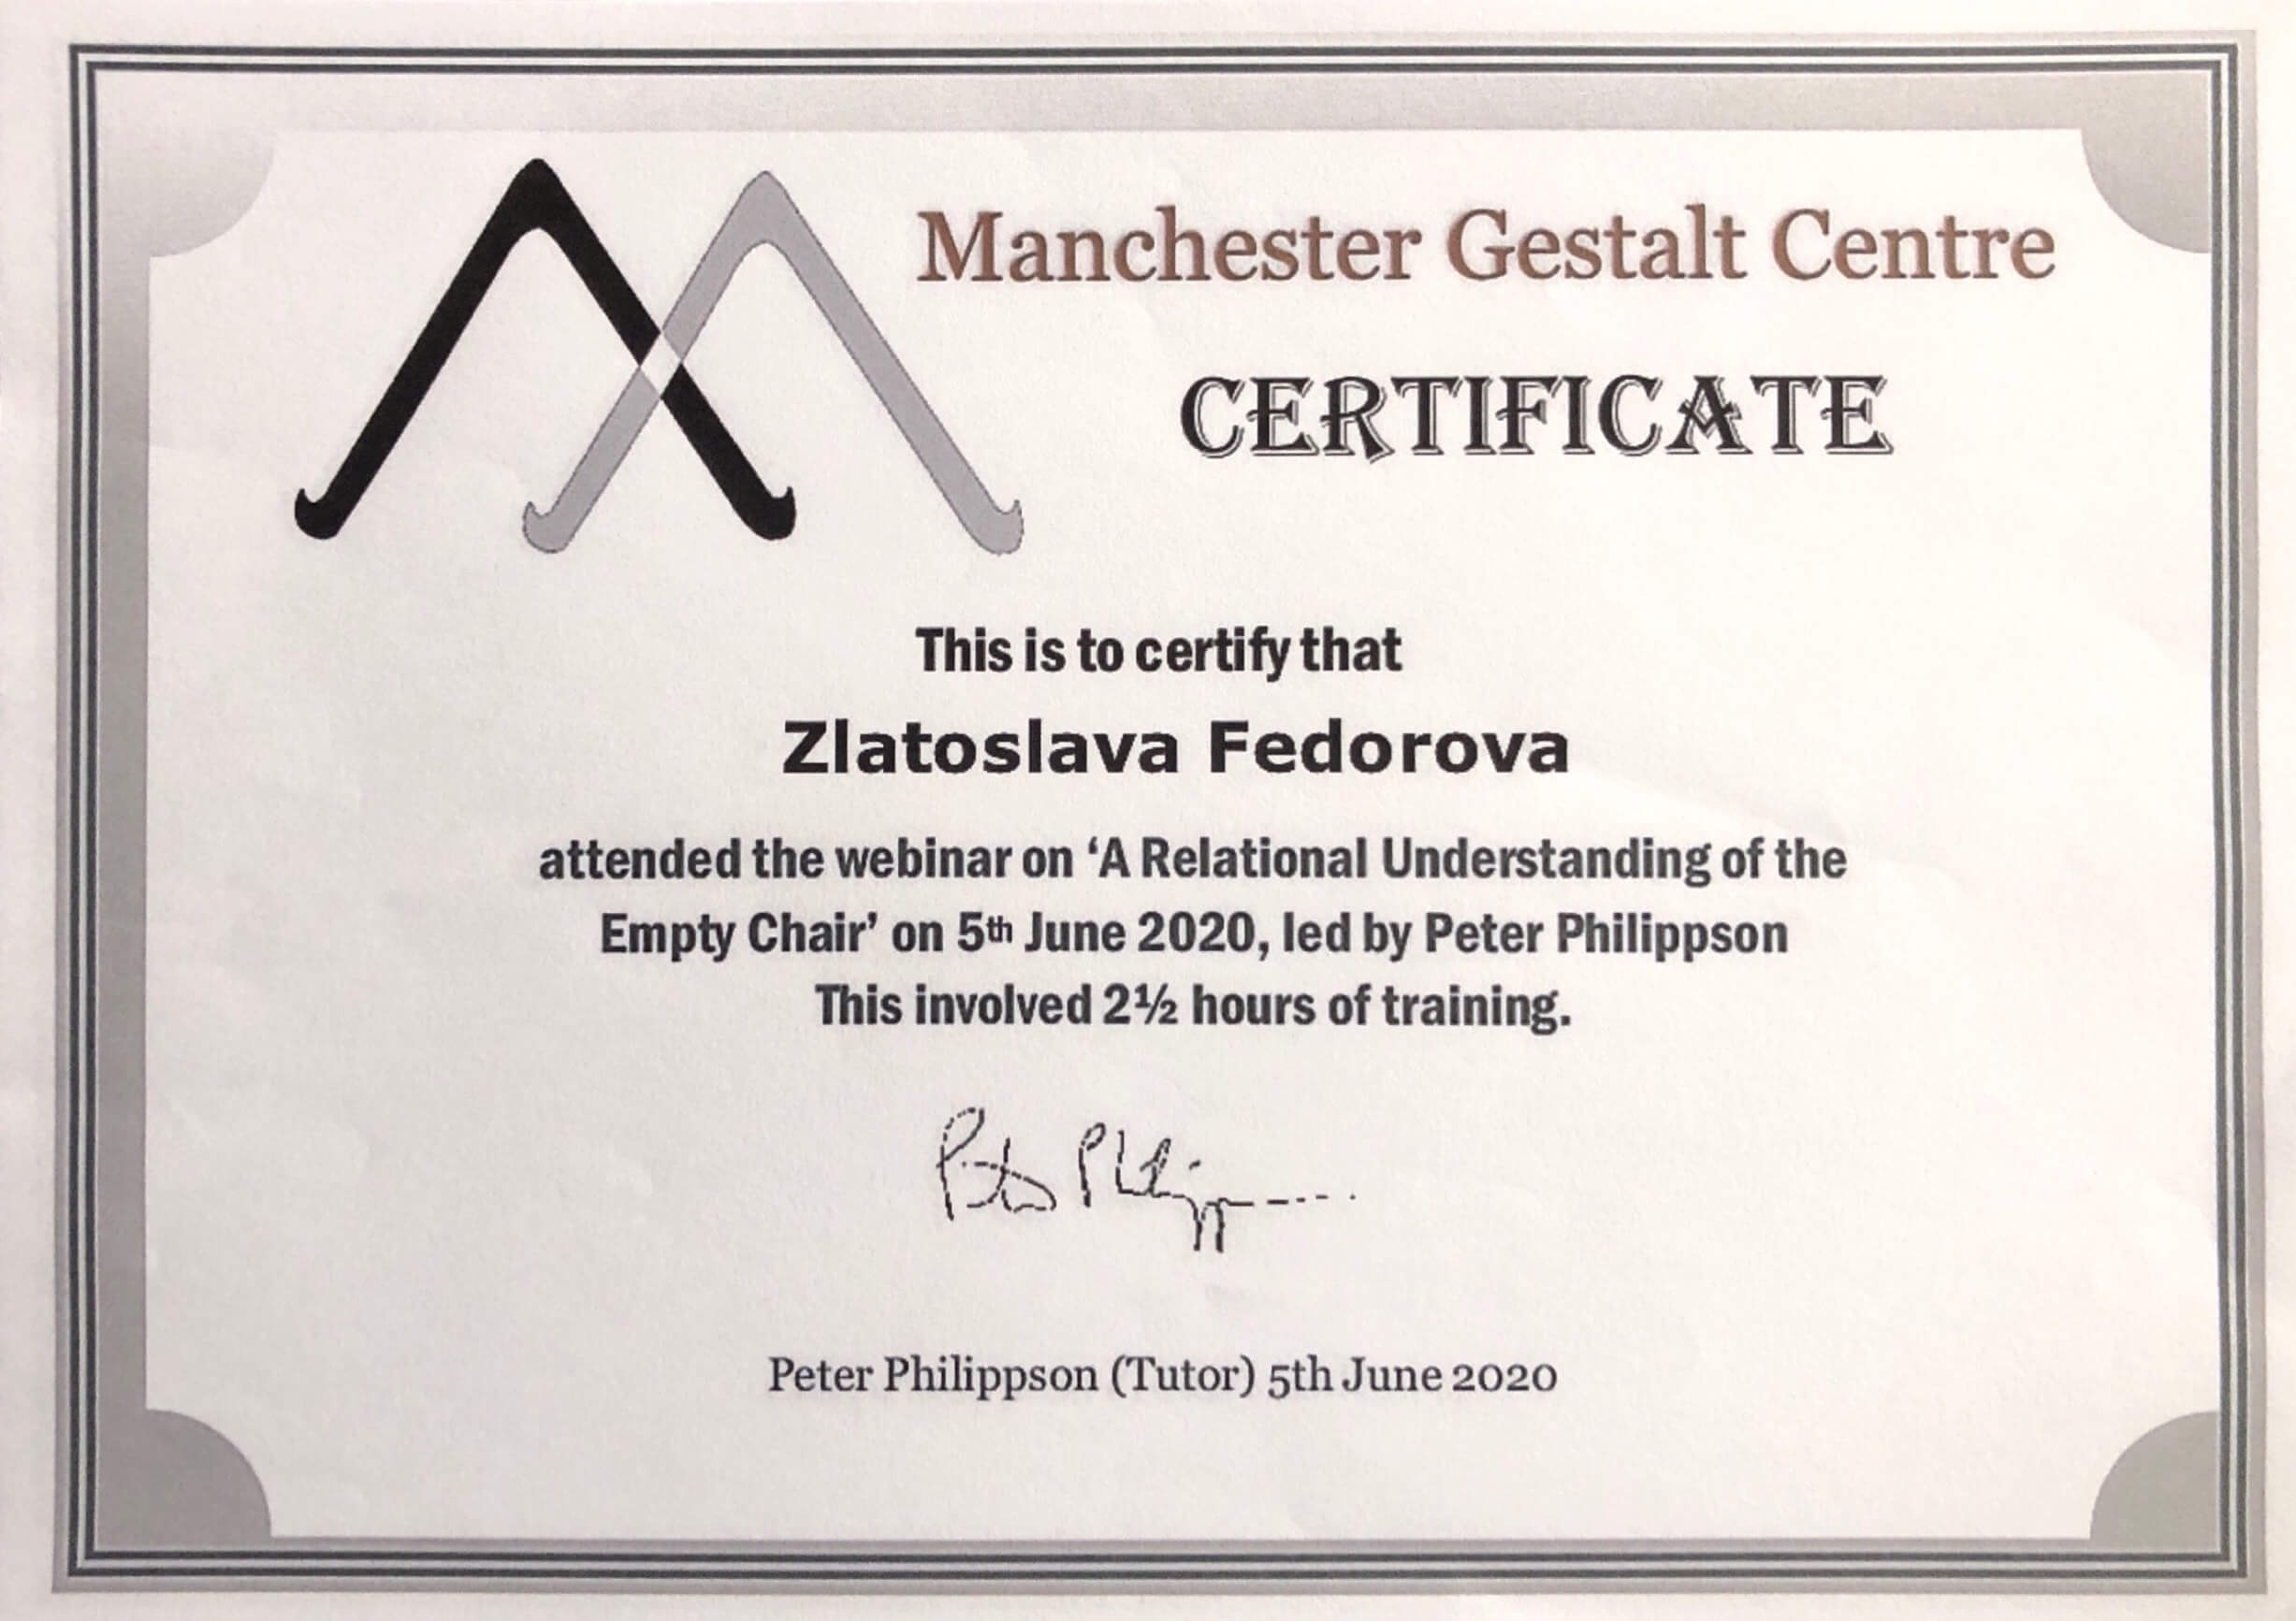 Manchester Gestalt Centre
CERTIFICATE
This is to certify that
Zlatoslava Fedorova
attended the webinar on ‘A Relational Understanding of the
Empty Chair’ on 5th June 2020, led by Peter Philippson
This involved 2½ hours of training.
Peter Philippson (Tutor) 5th June 2020